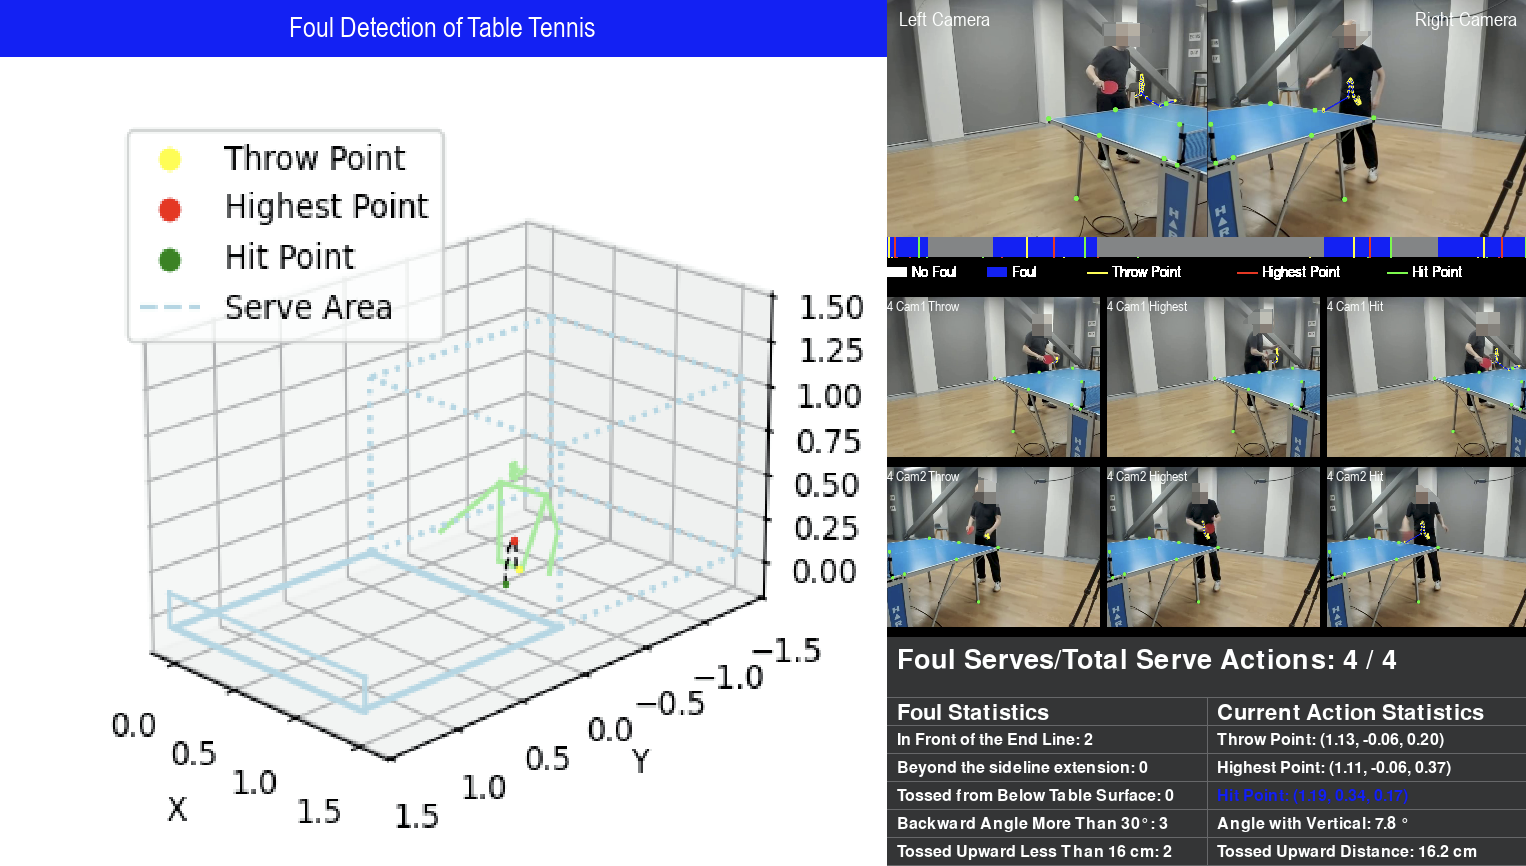 Foul Detection of Table Tennis
Throw Point
Highest Point
Hit Point
Serve Area
1.50
1.25
1.00
0.75
0.50
0.25
0.00
−1.5
−1.0
−0.5
0.0
0.5
1.0
1.5
Y
0.0
0.5
1.0
1.5
X
Left Camera
Right Camera
HAR
HAR
No Foul
Foul
Throw Point
Highest Point
Hit Point
4 Cam1 Throw
4 Cam1 Highest
4 Cam1 Hit
4 Cam2 Throw
4 Cam2 Highest
4 Cam2 Hit
Foul Serves/Total Serve Actions: 4 / 4
Foul Statistics
In Front of the End Line: 2
Beyond the sideline extension: 0
Tossed from Below Table Surface: 0
Backward Angle More Than 30°: 3
Tossed Upward Less Than 16 cm: 2
Current Action Statistics
Throw Point: (1.13, -0.06, 0.20)
Highest Point: (1.11, -0.06, 0.37)
Hit Point: (1.19, 0.34, 0.17)
Angle with Vertical: 7.8 °
Tossed Upward Distance: 16.2 cm